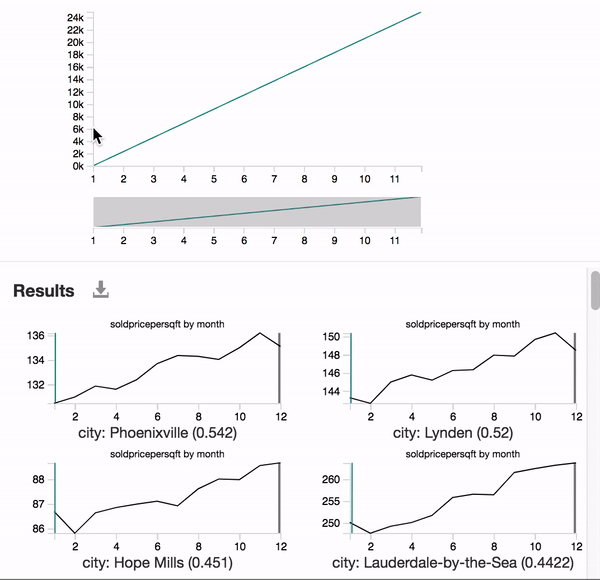 24k
22k
20k
18k
16k
14k
12k
10k
8k
6k
4k
2k
0k
1 2 3 4 5 6 7 8 9 10 11
1 2 3 4 5 6 7 8 9 10 11
Results
soldpricepersqft by month
136
134
132
2 4 6 8 10 12
city: Phoenixville (0.542)
soldpricepersqft by month
150
148
146
144
2 4 6 8 10 12
city: Lynden (0.52)
soldpricepersqft by month
88
87
86
2 4 6 8 10 12
city: Hope Mills (0.451)
soldpricepersqft by month
260
250
2 4 6 8 10 12
city: Lauderdale-by-the-Sea (0.4422)